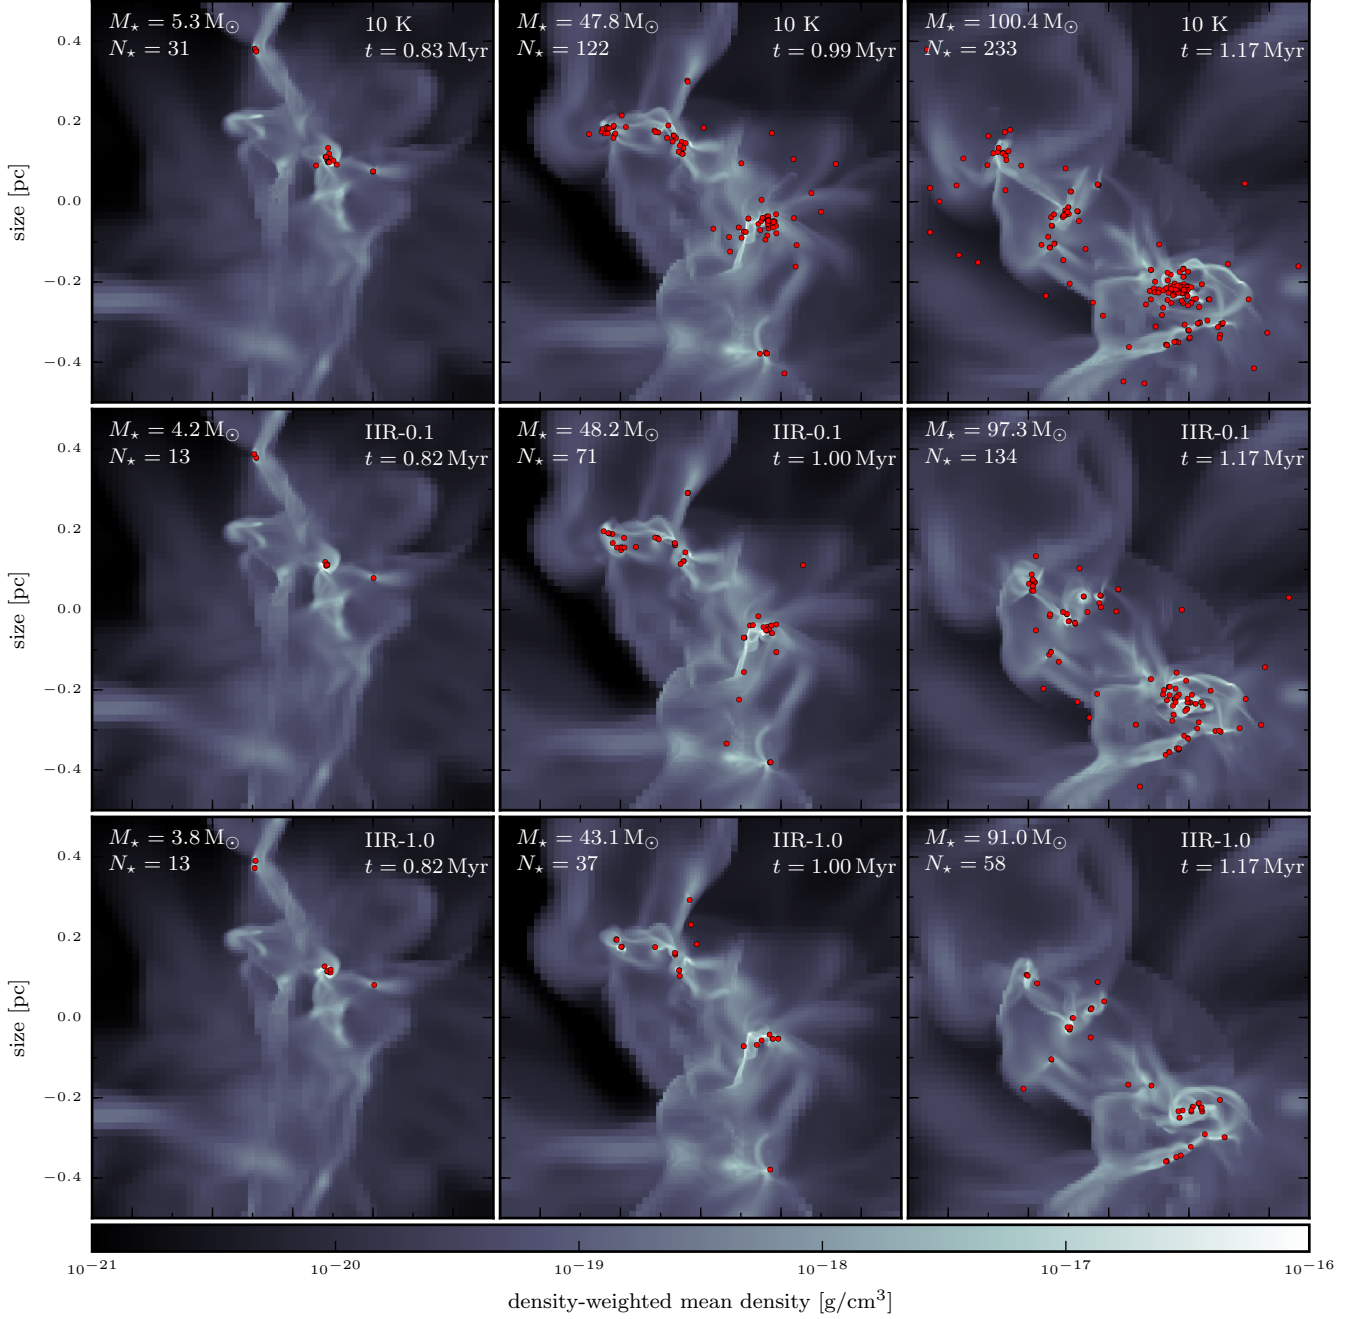 M⋆ = 5.3 M⊙
10 K
N⋆ = 31
t = 0.83 Myr
M⋆ = 47.8 M⊙
10 K
N⋆ = 122
t = 0.99 Myr
M⋆ = 100.4 M⊙
10 K
N⋆ = 233
t = 1.17 Myr
0.4
0.2
0.0
−0.2
−0.4
size [pc]
M⋆ = 4.2 M⊙
IIR-0.1
N⋆ = 13
t = 0.82 Myr
M⋆ = 48.2 M⊙
IIR-0.1
N⋆ = 71
t = 1.00 Myr
M⋆ = 97.3 M⊙
IIR-0.1
N⋆ = 134
t = 1.17 Myr
0.4
0.2
0.0
−0.2
−0.4
size [pc]
M⋆ = 3.8 M⊙
IIR-1.0
N⋆ = 13
t = 0.82 Myr
M⋆ = 43.1 M⊙
IIR-1.0
N⋆ = 37
t = 1.00 Myr
M⋆ = 91.0 M⊙
IIR-1.0
N⋆ = 58
t = 1.17 Myr
0.4
0.2
0.0
−0.2
−0.4
size [pc]
10⁻²¹ 10⁻²⁰ 10⁻¹⁹ 10⁻¹⁸ 10⁻¹⁷ 10⁻¹⁶
density-weighted mean density [g/cm³]